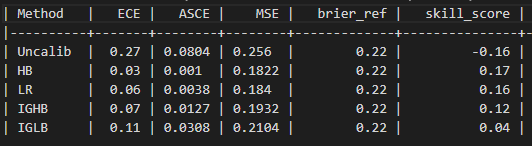 | Method   |  ECE |   ASCE |    MSE |   brier_ref |   skill_score |
|----------+------+--------+--------+-------------+---------------|
| Uncalib  | 0.27 | 0.0804 | 0.256  |        0.22 |         -0.16 |
| HB       | 0.03 | 0.001  | 0.1822 |        0.22 |          0.17 |
| LR       | 0.06 | 0.0038 | 0.184  |        0.22 |          0.16 |
| IGHB     | 0.07 | 0.0127 | 0.1932 |        0.22 |          0.12 |
| IGLB     | 0.11 | 0.0308 | 0.2104 |        0.22 |          0.04 |